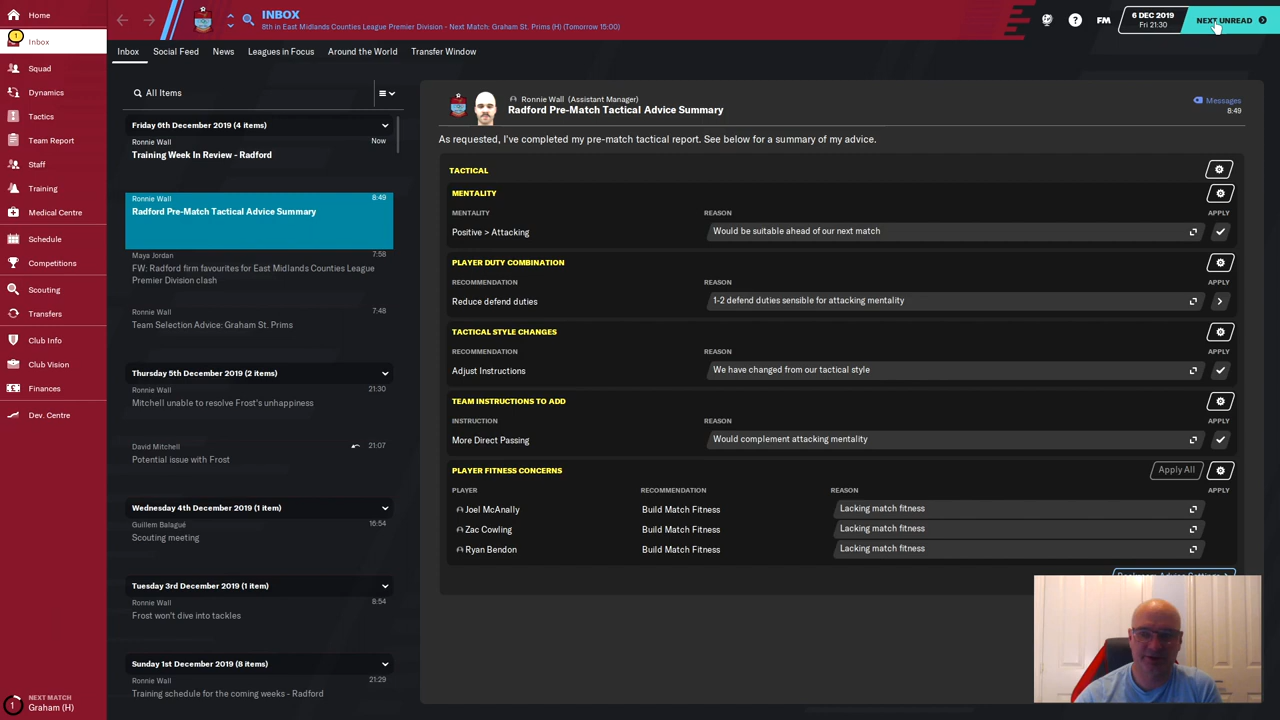 Home
INBOX
8th in East Midlands Counties League Premier Division - Next Match: Graham St. Prims (H) (Tomorrow 15:00)
?
FM
6 DEC 2019
Fri 21:30
NEXT UNREAD
1
Inbox
Squad
Dynamics
Tactics
Team Report
Staff
Training
Medical Centre
Schedule
Competitions
Scouting
Transfers
Club Info
Club Vision
Finances
Dev. Centre
1
NEXT MATCH
Graham (H)
Inbox Social Feed News Leagues in Focus Around the World Transfer Window
All Items
Friday 6th December 2019 (4 items)
Ronnie Wall Now
Training Week In Review - Radford
Ronnie Wall 8:49
Radford Pre-Match Tactical Advice Summary
Maya Jordan 7:58
FW: Radford firm favourites for East Midlands Counties League
Premier Division clash
Ronnie Wall 7:48
Team Selection Advice: Graham St. Prims
Thursday 5th December 2019 (2 items)
Ronnie Wall 21:30
Mitchell unable to resolve Frost's unhappiness
David Mitchell 21:07
Potential issue with Frost
Wednesday 4th December 2019 (1 item)
Guillem Balagué 16:54
Scouting meeting
Tuesday 3rd December 2019 (1 item)
Ronnie Wall 8:54
Frost won't dive into tackles
Sunday 1st December 2019 (8 items)
Ronnie Wall 21:29
Training schedule for the coming weeks - Radford
Ronnie Wall (Assistant Manager) Messages
Radford Pre-Match Tactical Advice Summary 8:49
As requested, I've completed my pre-match tactical report. See below for a summary of my advice.
TACTICAL
MENTALITY
MENTALITY REASON APPLY
Positive > Attacking Would be suitable ahead of our next match
PLAYER DUTY COMBINATION
RECOMMENDATION REASON APPLY
Reduce defend duties 1-2 defend duties sensible for attacking mentality
TACTICAL STYLE CHANGES
RECOMMENDATION REASON APPLY
Adjust Instructions We have changed from our tactical style
TEAM INSTRUCTIONS TO ADD
INSTRUCTION REASON APPLY
More Direct Passing Would complement attacking mentality
PLAYER FITNESS CONCERNS Apply All
PLAYER RECOMMENDATION REASON APPLY
Joel McAnally Build Match Fitness Lacking match fitness
Zac Cowling Build Match Fitness Lacking match fitness
Ryan Bendon Build Match Fitness Lacking match fitness